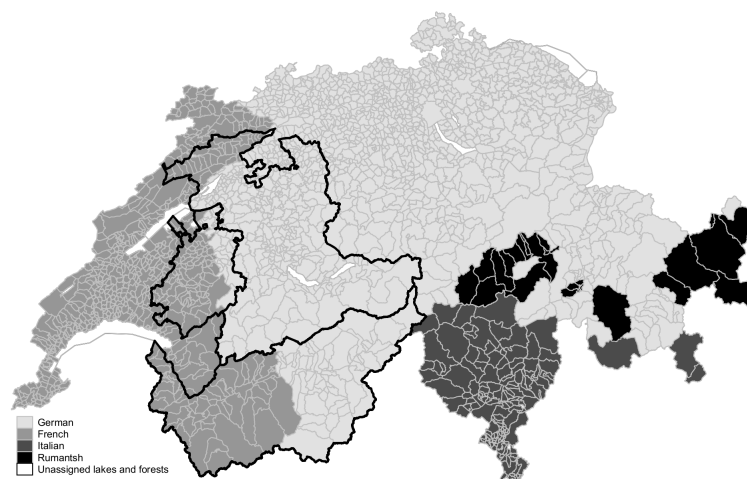 German
French
Italian
Rumantsh
Unassigned lakes and forests